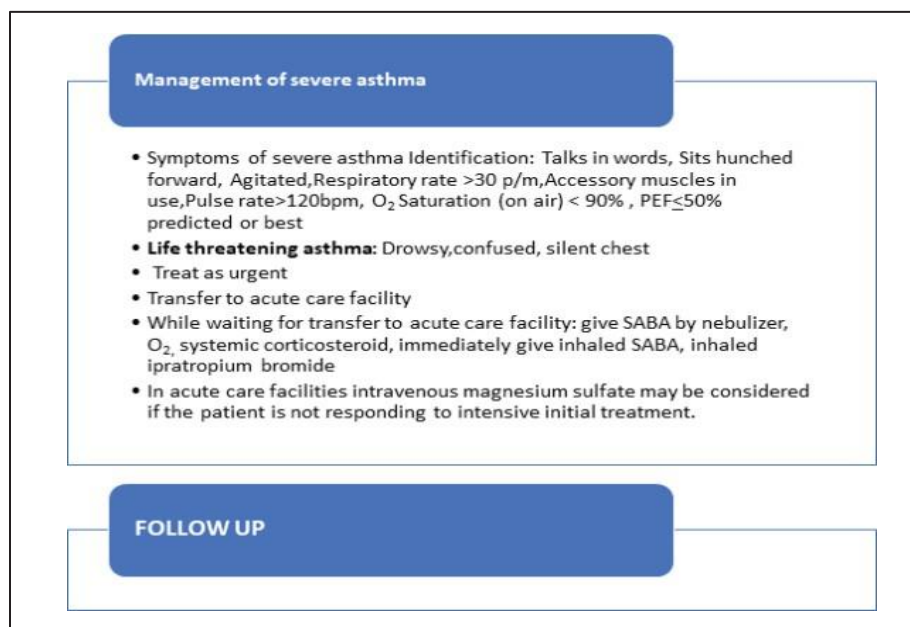 Management of severe asthma
• Symptoms of severe asthma Identification: Talks in words, Sits hunched
forward, Agitated,Respiratory rate >30 p/m,Accessory muscles in
use,Pulse rate>120bpm, O₂ Saturation (on air) < 90% , PEF≤50%
predicted or best
• Life threatening asthma: Drowsy,confused, silent chest
• Treat as urgent
• Transfer to acute care facility
• While waiting for transfer to acute care facility: give SABA by nebulizer,
O₂, systemic corticosteroid, immediately give inhaled SABA, inhaled
ipratropium bromide
• In acute care facilities intravenous magnesium sulfate may be considered
if the patient is not responding to intensive initial treatment.
FOLLOW UP